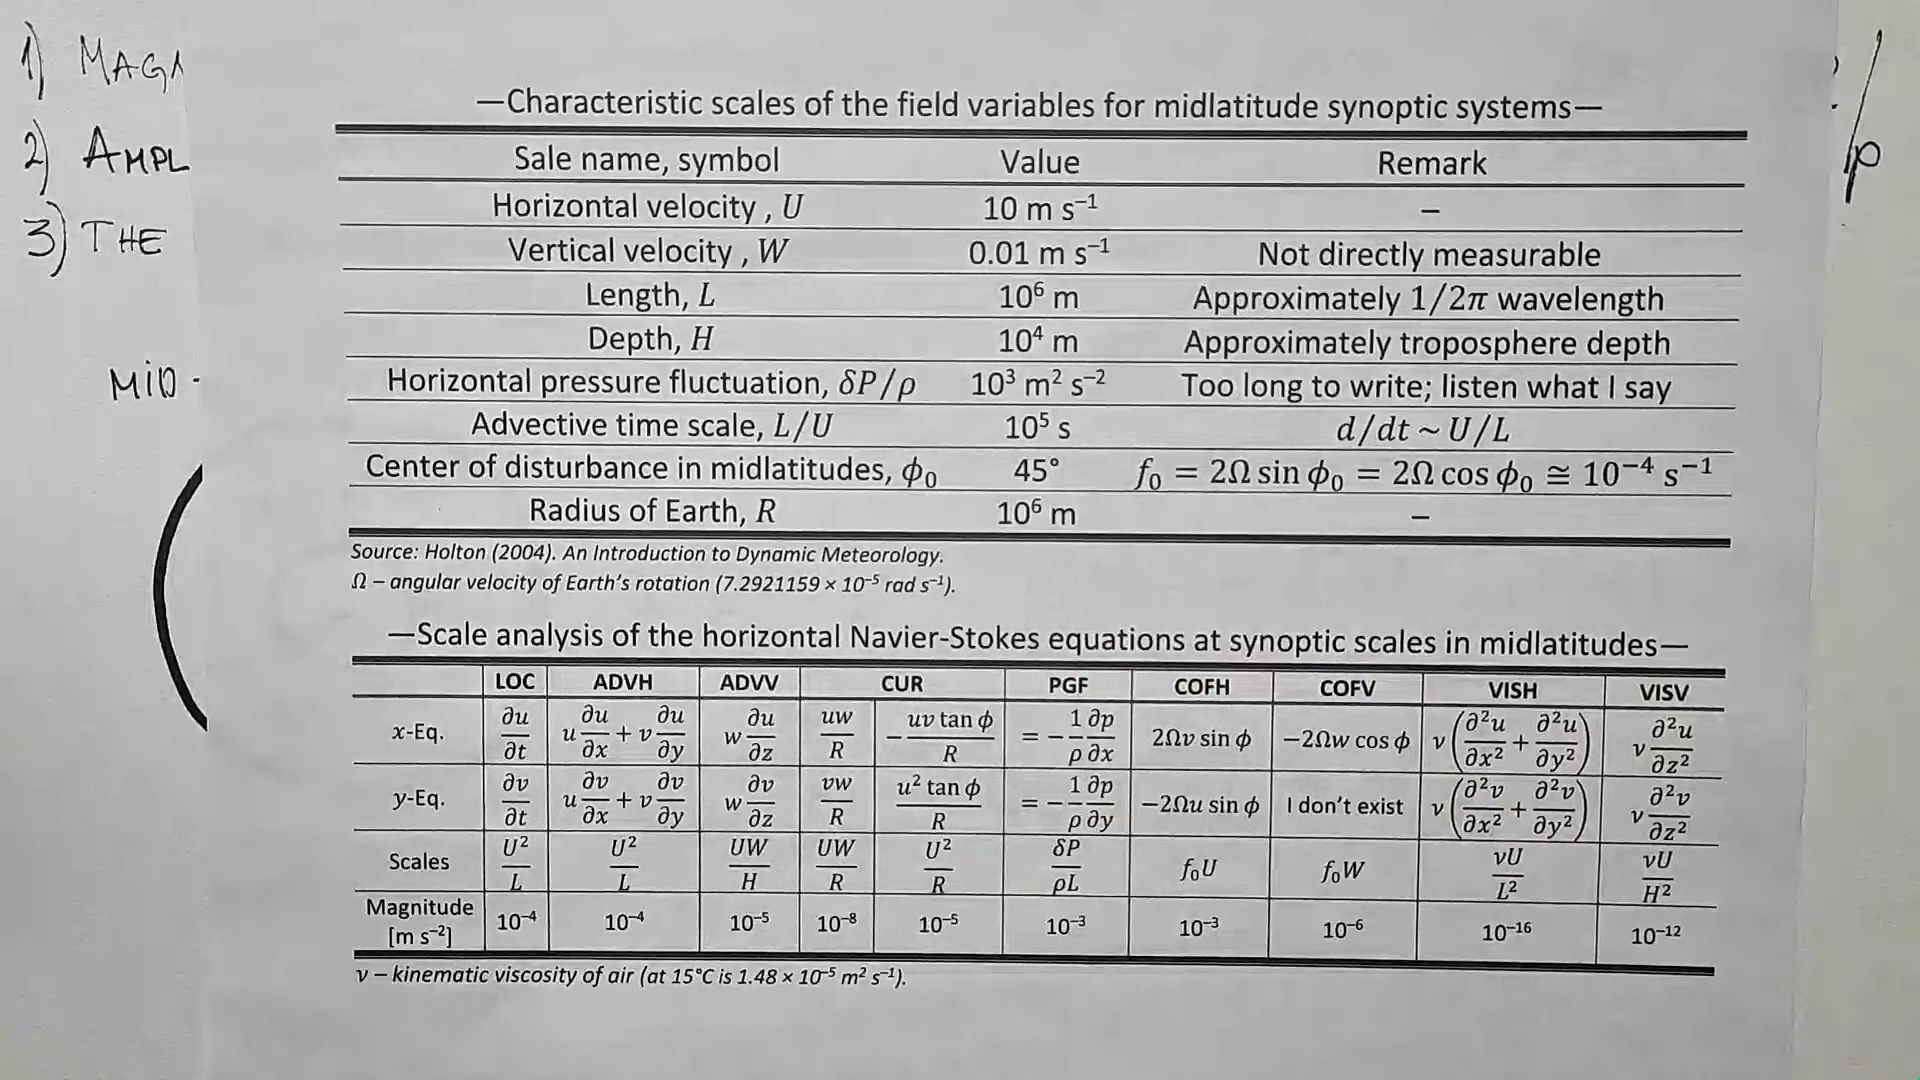 1) MAGN
2) AMPL
3) THE
MID-
p
—Characteristic scales of the field variables for midlatitude synoptic systems—
Sale name, symbol Value Remark
Horizontal velocity , U 10 m s⁻¹ –
Vertical velocity , W 0.01 m s⁻¹ Not directly measurable
Length, L 10⁶ m Approximately 1/2π wavelength
Depth, H 10⁴ m Approximately troposphere depth
Horizontal pressure fluctuation, δP/ρ 10³ m² s⁻² Too long to write; listen what I say
Advective time scale, L/U 10⁵ s d/dt ~ U/L
Center of disturbance in midlatitudes, ϕ₀ 45° f₀ = 2Ω sin ϕ₀ = 2Ω cos ϕ₀ ≅ 10⁻⁴ s⁻¹
Radius of Earth, R 10⁶ m –
Source: Holton (2004). An Introduction to Dynamic Meteorology.
Ω – angular velocity of Earth's rotation (7.2921159 × 10⁻⁵ rad s⁻¹).
—Scale analysis of the horizontal Navier-Stokes equations at synoptic scales in midlatitudes—
LOC ADVH ADVV CUR PGF COFH COFV VISH VISV
x-Eq. ∂u/∂t u ∂u/∂x + v ∂u/∂y w ∂u/∂z uw/R − uv tan ϕ/R = − 1/ρ ∂p/∂x 2Ωv sin ϕ −2Ωw cos ϕ ν(∂²u/∂x² + ∂²u/∂y²) ν ∂²u/∂z²
y-Eq. ∂v/∂t u ∂v/∂x + v ∂v/∂y w ∂v/∂z vw/R u² tan ϕ/R = − 1/ρ ∂p/∂y −2Ωu sin ϕ I don't exist ν(∂²v/∂x² + ∂²v/∂y²) ν ∂²v/∂z²
Scales U²/L U²/L UW/H UW/R U²/R δP/ρL f₀U f₀W νU/L² νU/H²
Magnitude [m s⁻²] 10⁻⁴ 10⁻⁴ 10⁻⁵ 10⁻⁸ 10⁻⁵ 10⁻³ 10⁻³ 10⁻⁶ 10⁻¹⁶ 10⁻¹²
ν – kinematic viscosity of air (at 15°C is 1.48 × 10⁻⁵ m² s⁻¹).